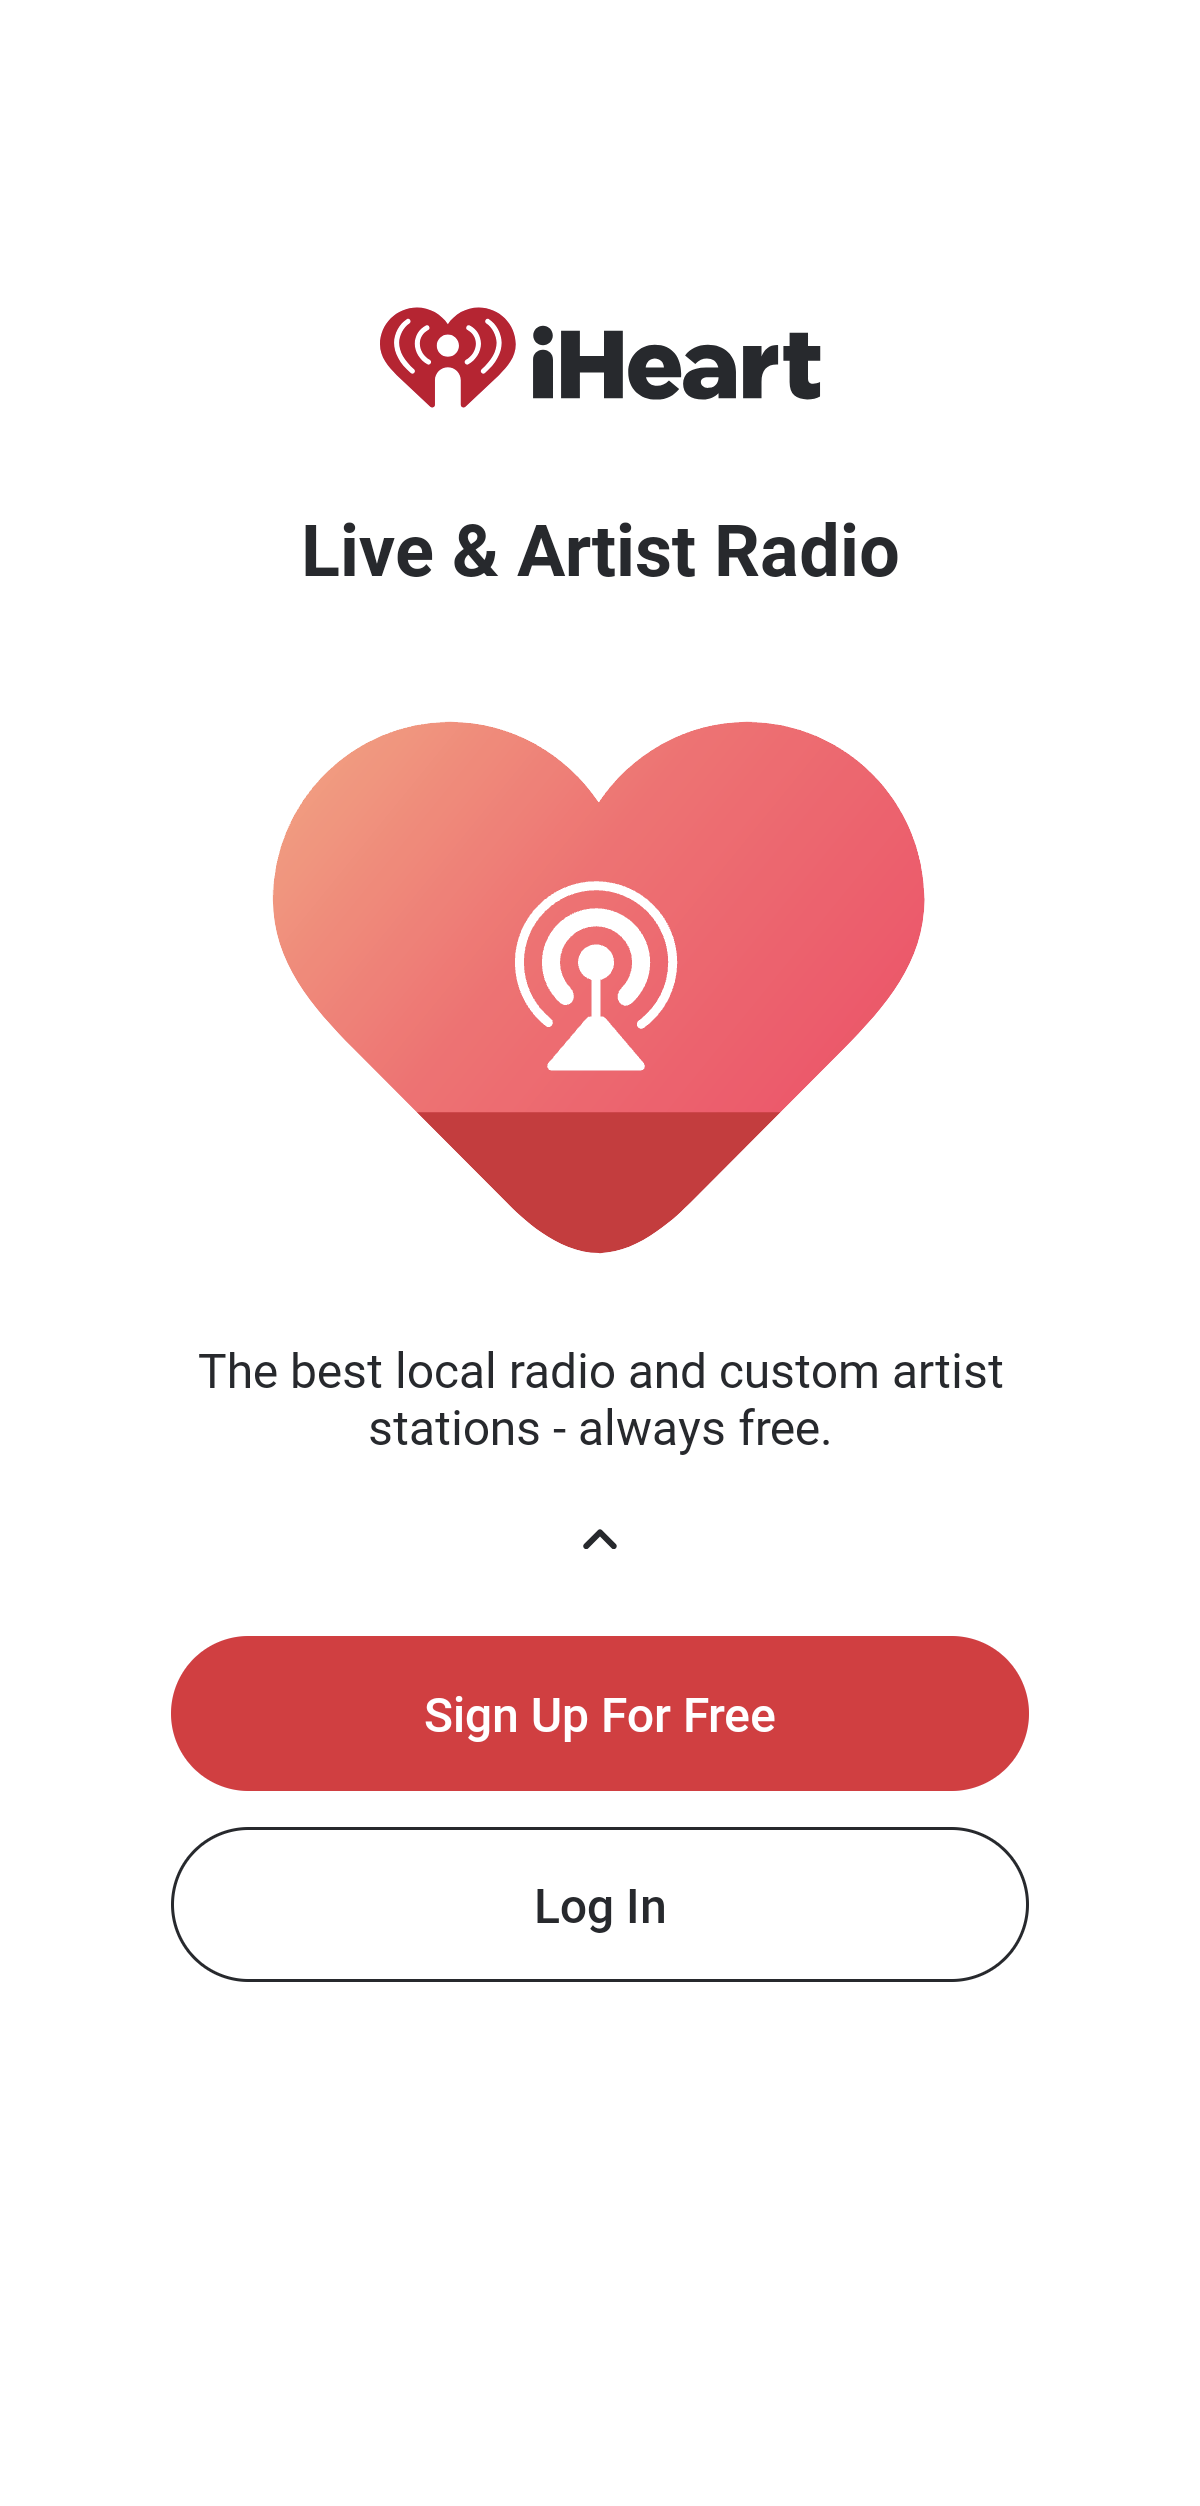 iHeart
Live & Artist Radio
The best local radio and custom artist
stations - always free.
Sign Up For Free
Log In